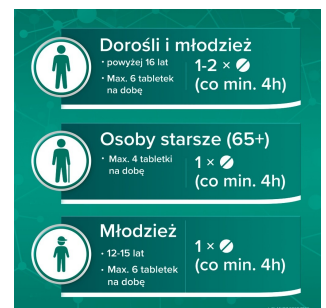 Dorośli i młodzież
• powyżej 16 lat
• Max. 6 tabletek
na dobę
1-2 ×
(co min. 4h)
Osoby starsze (65+)
• Max. 4 tabletki
na dobę
1 ×
(co min. 4h)
Młodzież
• 12-15 lat
• Max. 6 tabletek
na dobę
1 ×
(co min. 4h)